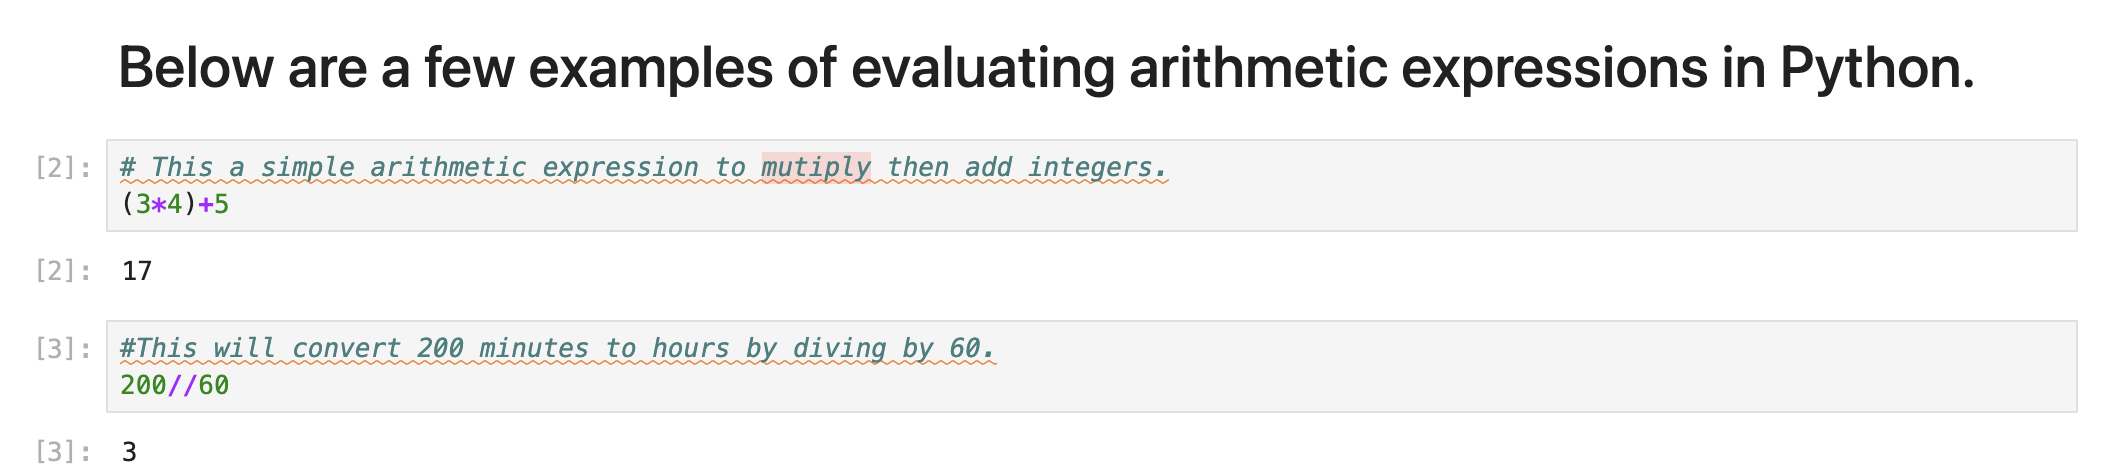 Below are a few examples of evaluating arithmetic expressions in Python.
[2]: # This a simple arithmetic expression to mutiply then add integers.
(3*4)+5
[2]: 17
[3]: #This will convert 200 minutes to hours by diving by 60.
200//60
[3]: 3